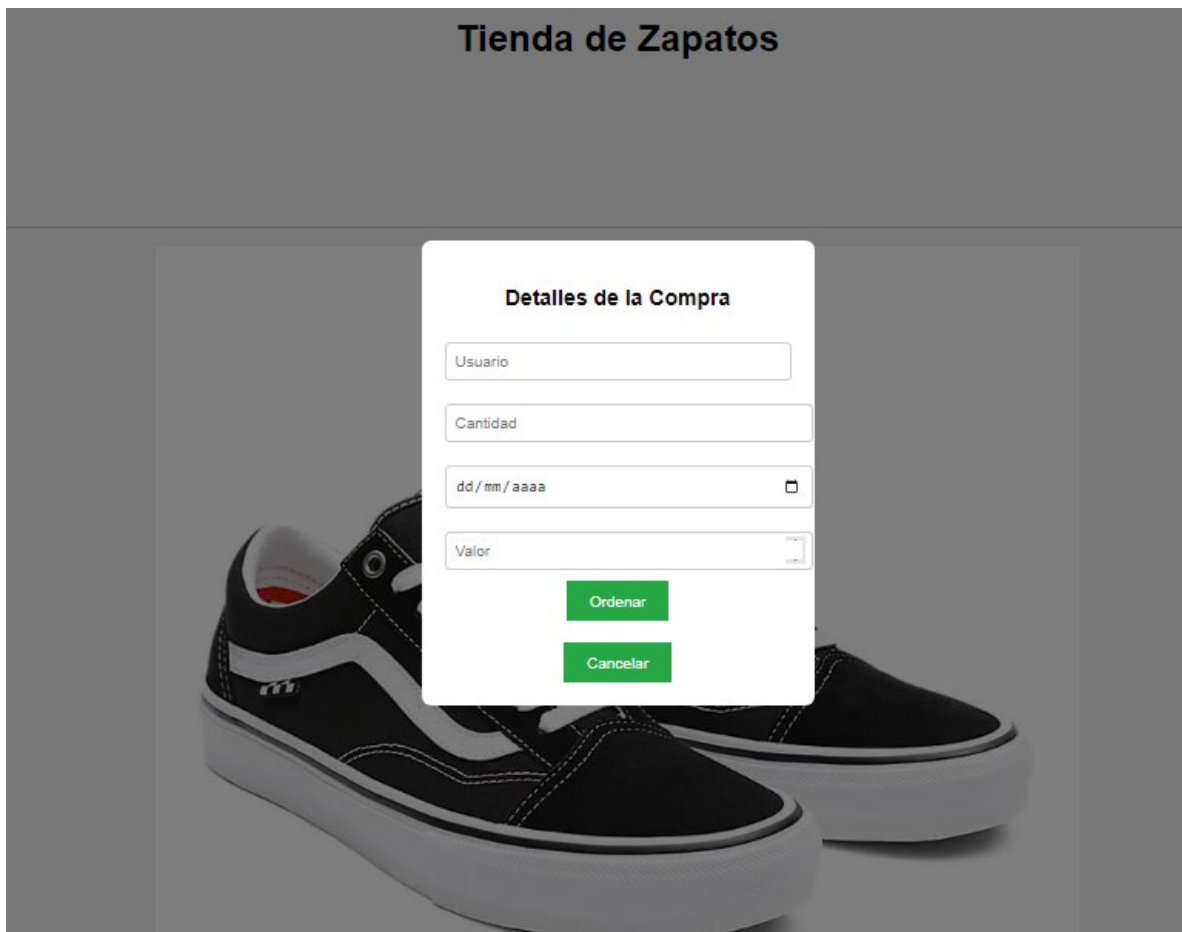 Tienda de Zapatos
Detalles de la Compra
Usuario
Cantidad
dd/mm/aaaa
Valor
Ordenar
Cancelar